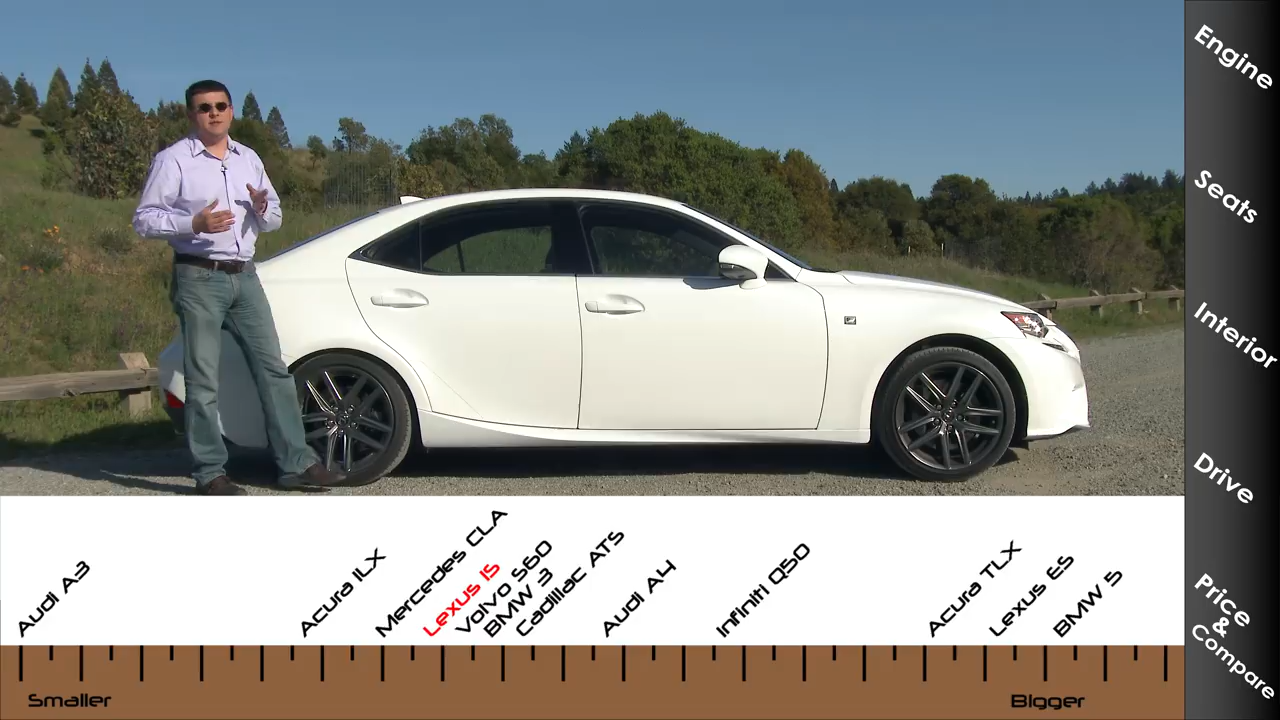 Engine
Seats
Interior
Drive
Price
&
Compare
Audi A3
Acura ILX
Mercedes CLA
Lexus IS
Volvo S60
BMW 3
Cadillac ATS
Audi A4
Infiniti Q50
Acura TLX
Lexus ES
BMW 5
Smaller
Bigger